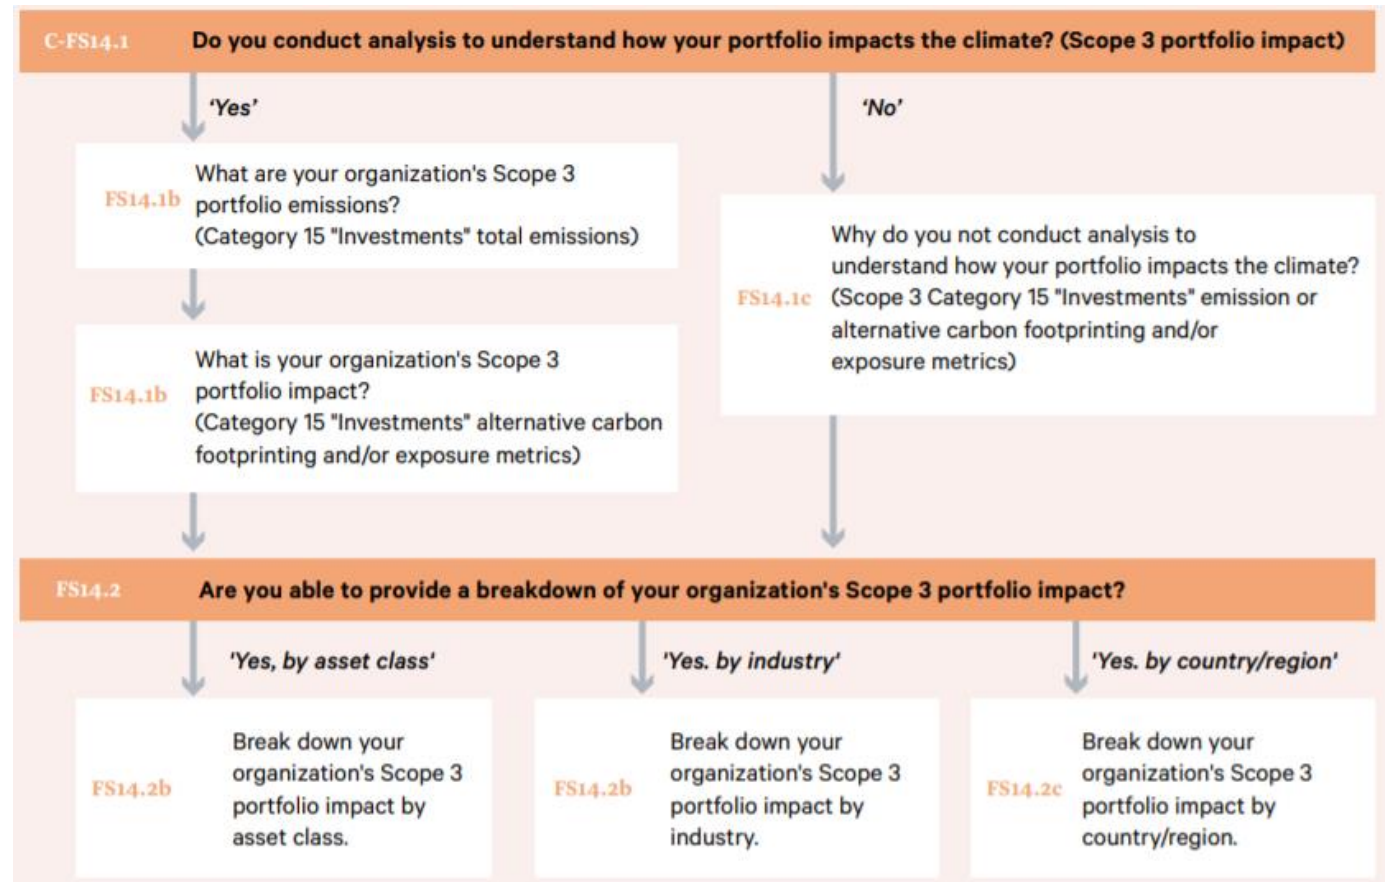 C-FS14.1 Do you conduct analysis to understand how your portfolio impacts the climate? (Scope 3 portfolio impact)
'Yes'
'No'
What are your organization's Scope 3
FS14.1b portfolio emissions?
(Category 15 "Investments" total emissions)
Why do you not conduct analysis to
understand how your portfolio impacts the climate?
FS14.1c (Scope 3 Category 15 "Investments" emission or
alternative carbon footprinting and/or
exposure metrics)
What is your organization's Scope 3
FS14.1b portfolio impact?
(Category 15 "Investments" alternative carbon
footprinting and/or exposure metrics)
FS14.2 Are you able to provide a breakdown of your organization's Scope 3 portfolio impact?
'Yes, by asset class'
'Yes. by industry'
'Yes. by country/region'
FS14.2b
Break down your
organization's Scope 3
portfolio impact by
asset class.
FS14.2b
Break down your
organization's Scope 3
portfolio impact by
industry.
FS14.2c
Break down your
organization's Scope 3
portfolio impact by
country/region.